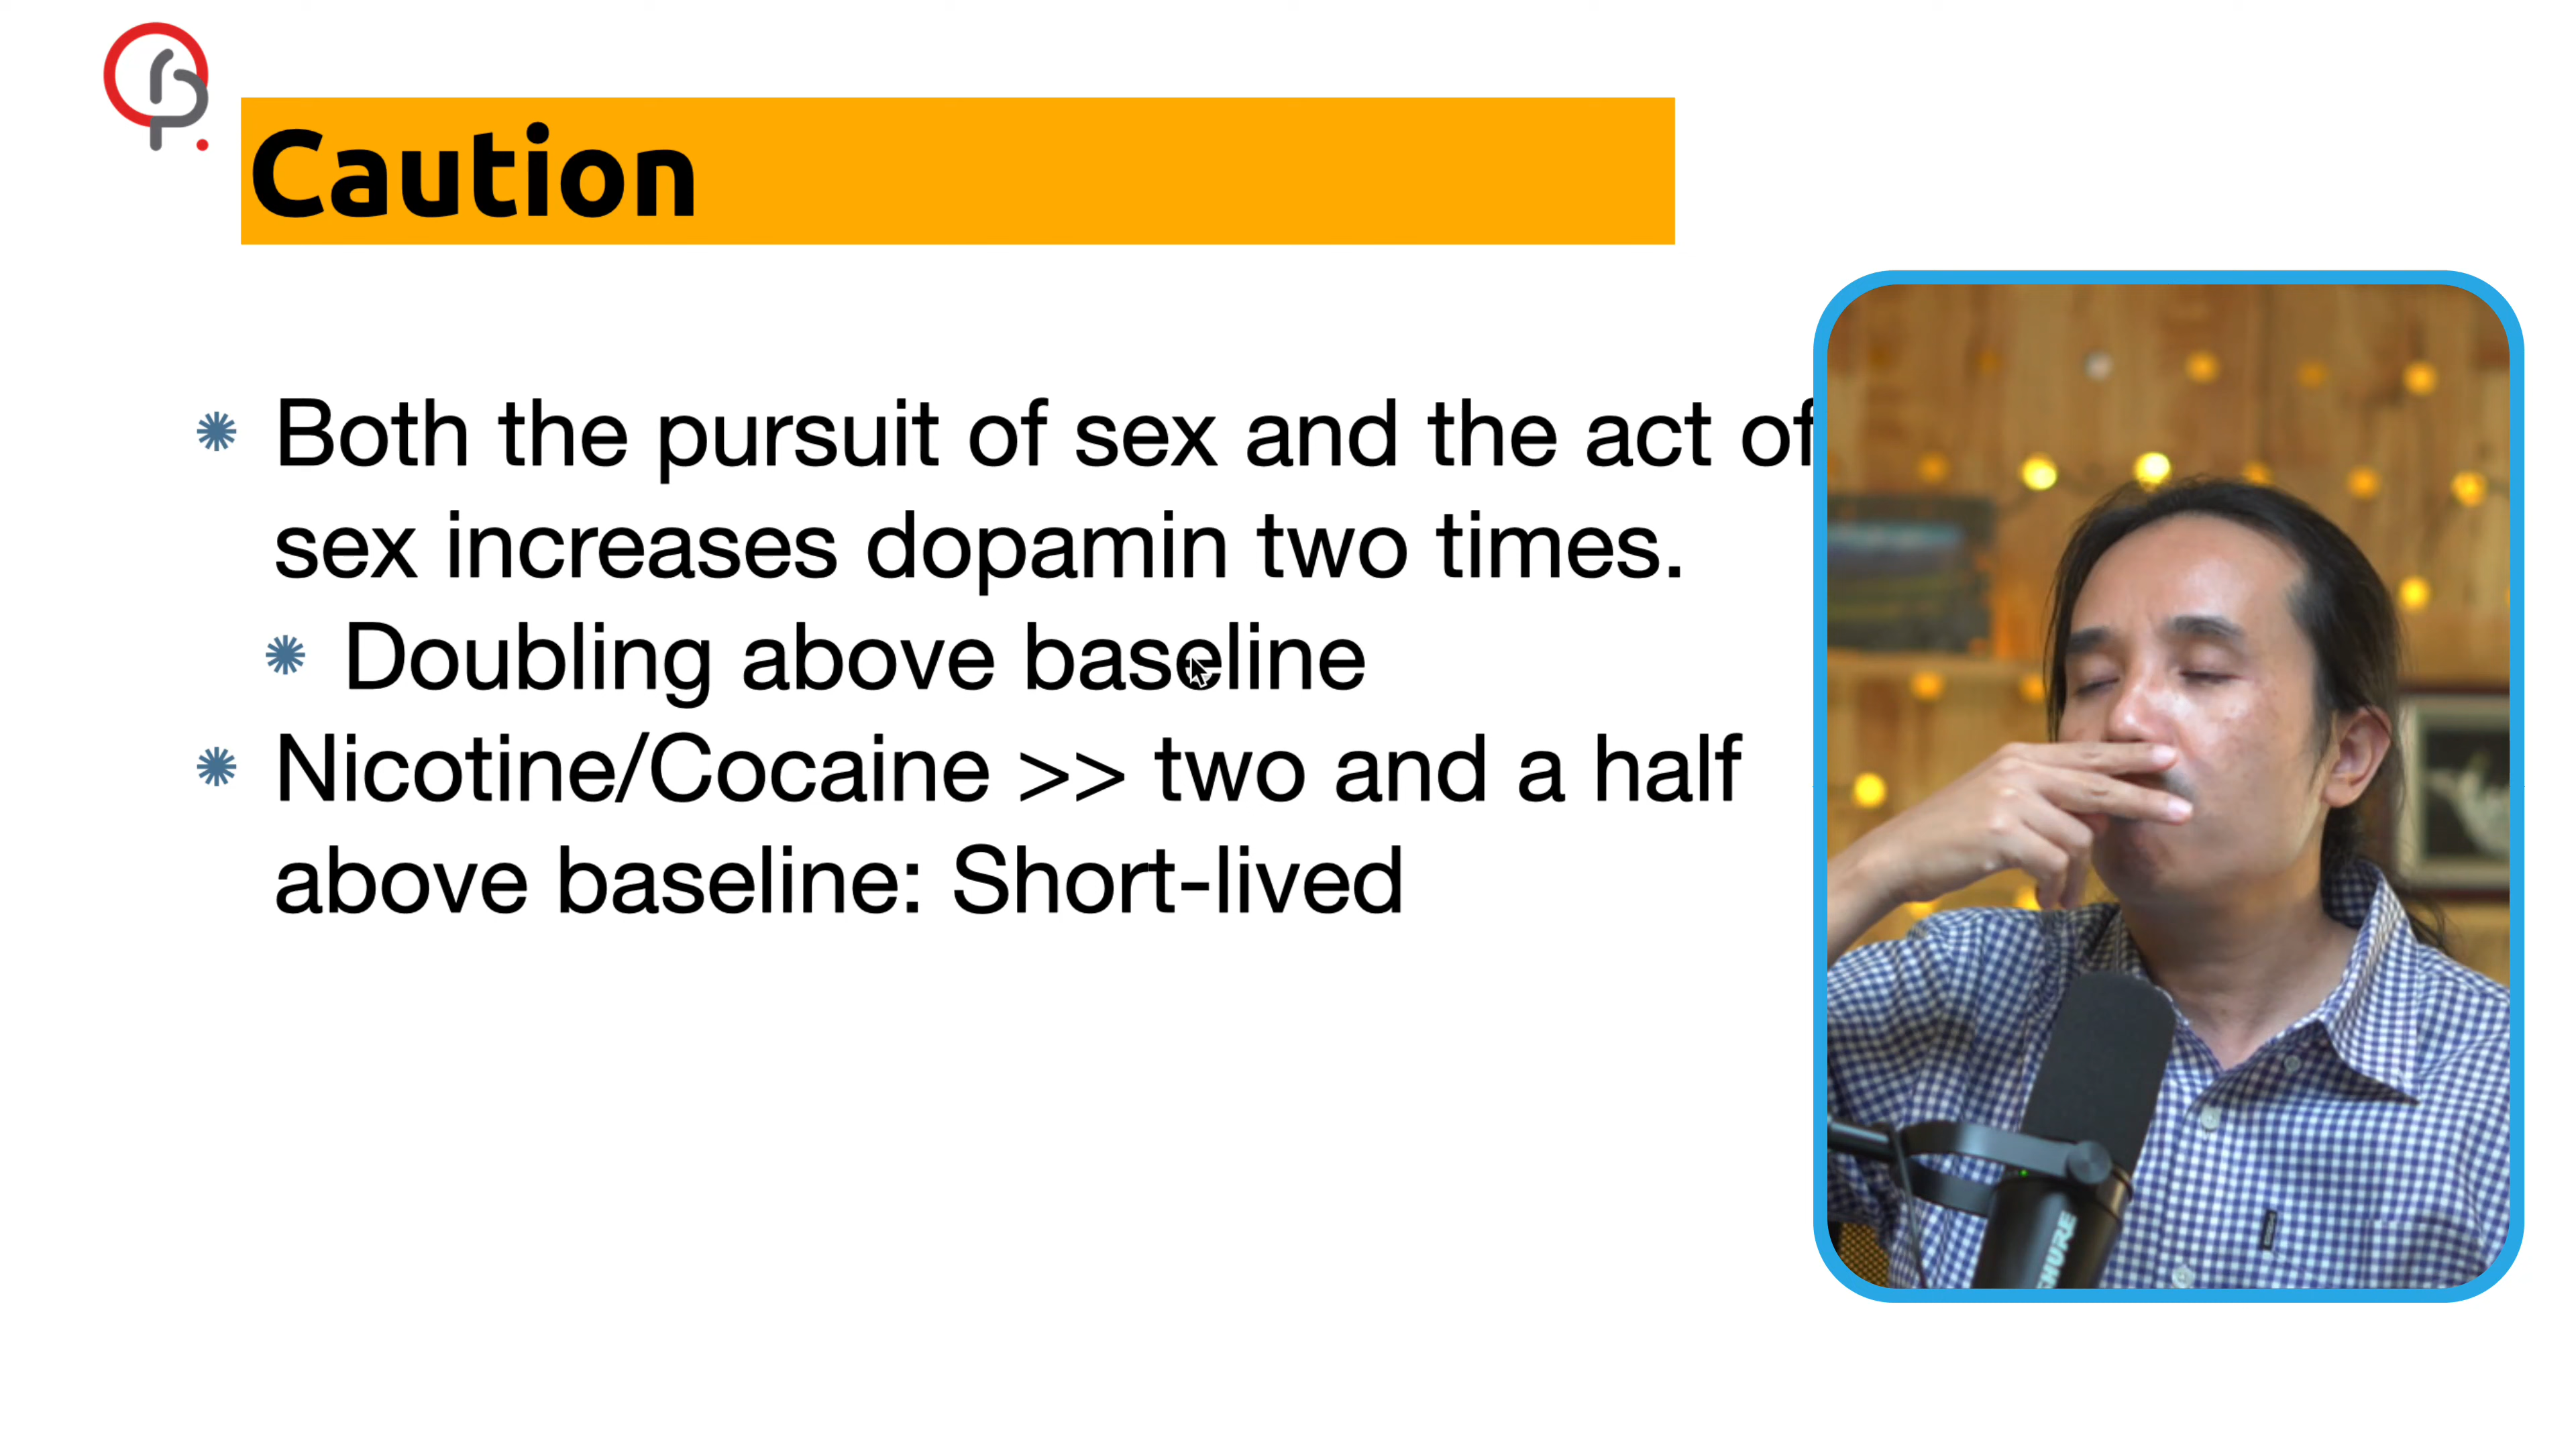 Caution
Both the pursuit of sex and the act of
sex increases dopamin two times.
Doubling above baseline
Nicotine/Cocaine >> two and a half
above baseline: Short-lived
SHURE